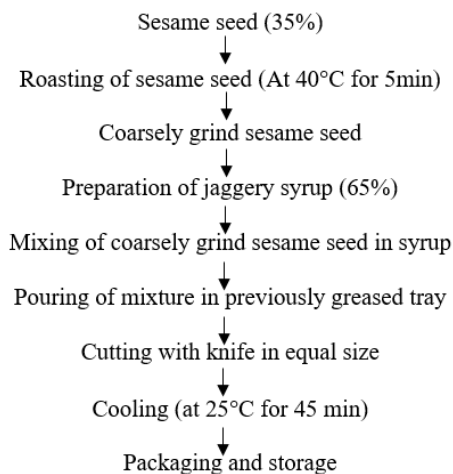 Sesame seed (35%)
Roasting of sesame seed (At 40°C for 5min)
Coarsely grind sesame seed
Preparation of jaggery syrup (65%)
Mixing of coarsely grind sesame seed in syrup
Pouring of mixture in previously greased tray
Cutting with knife in equal size
Cooling (at 25°C for 45 min)
Packaging and storage